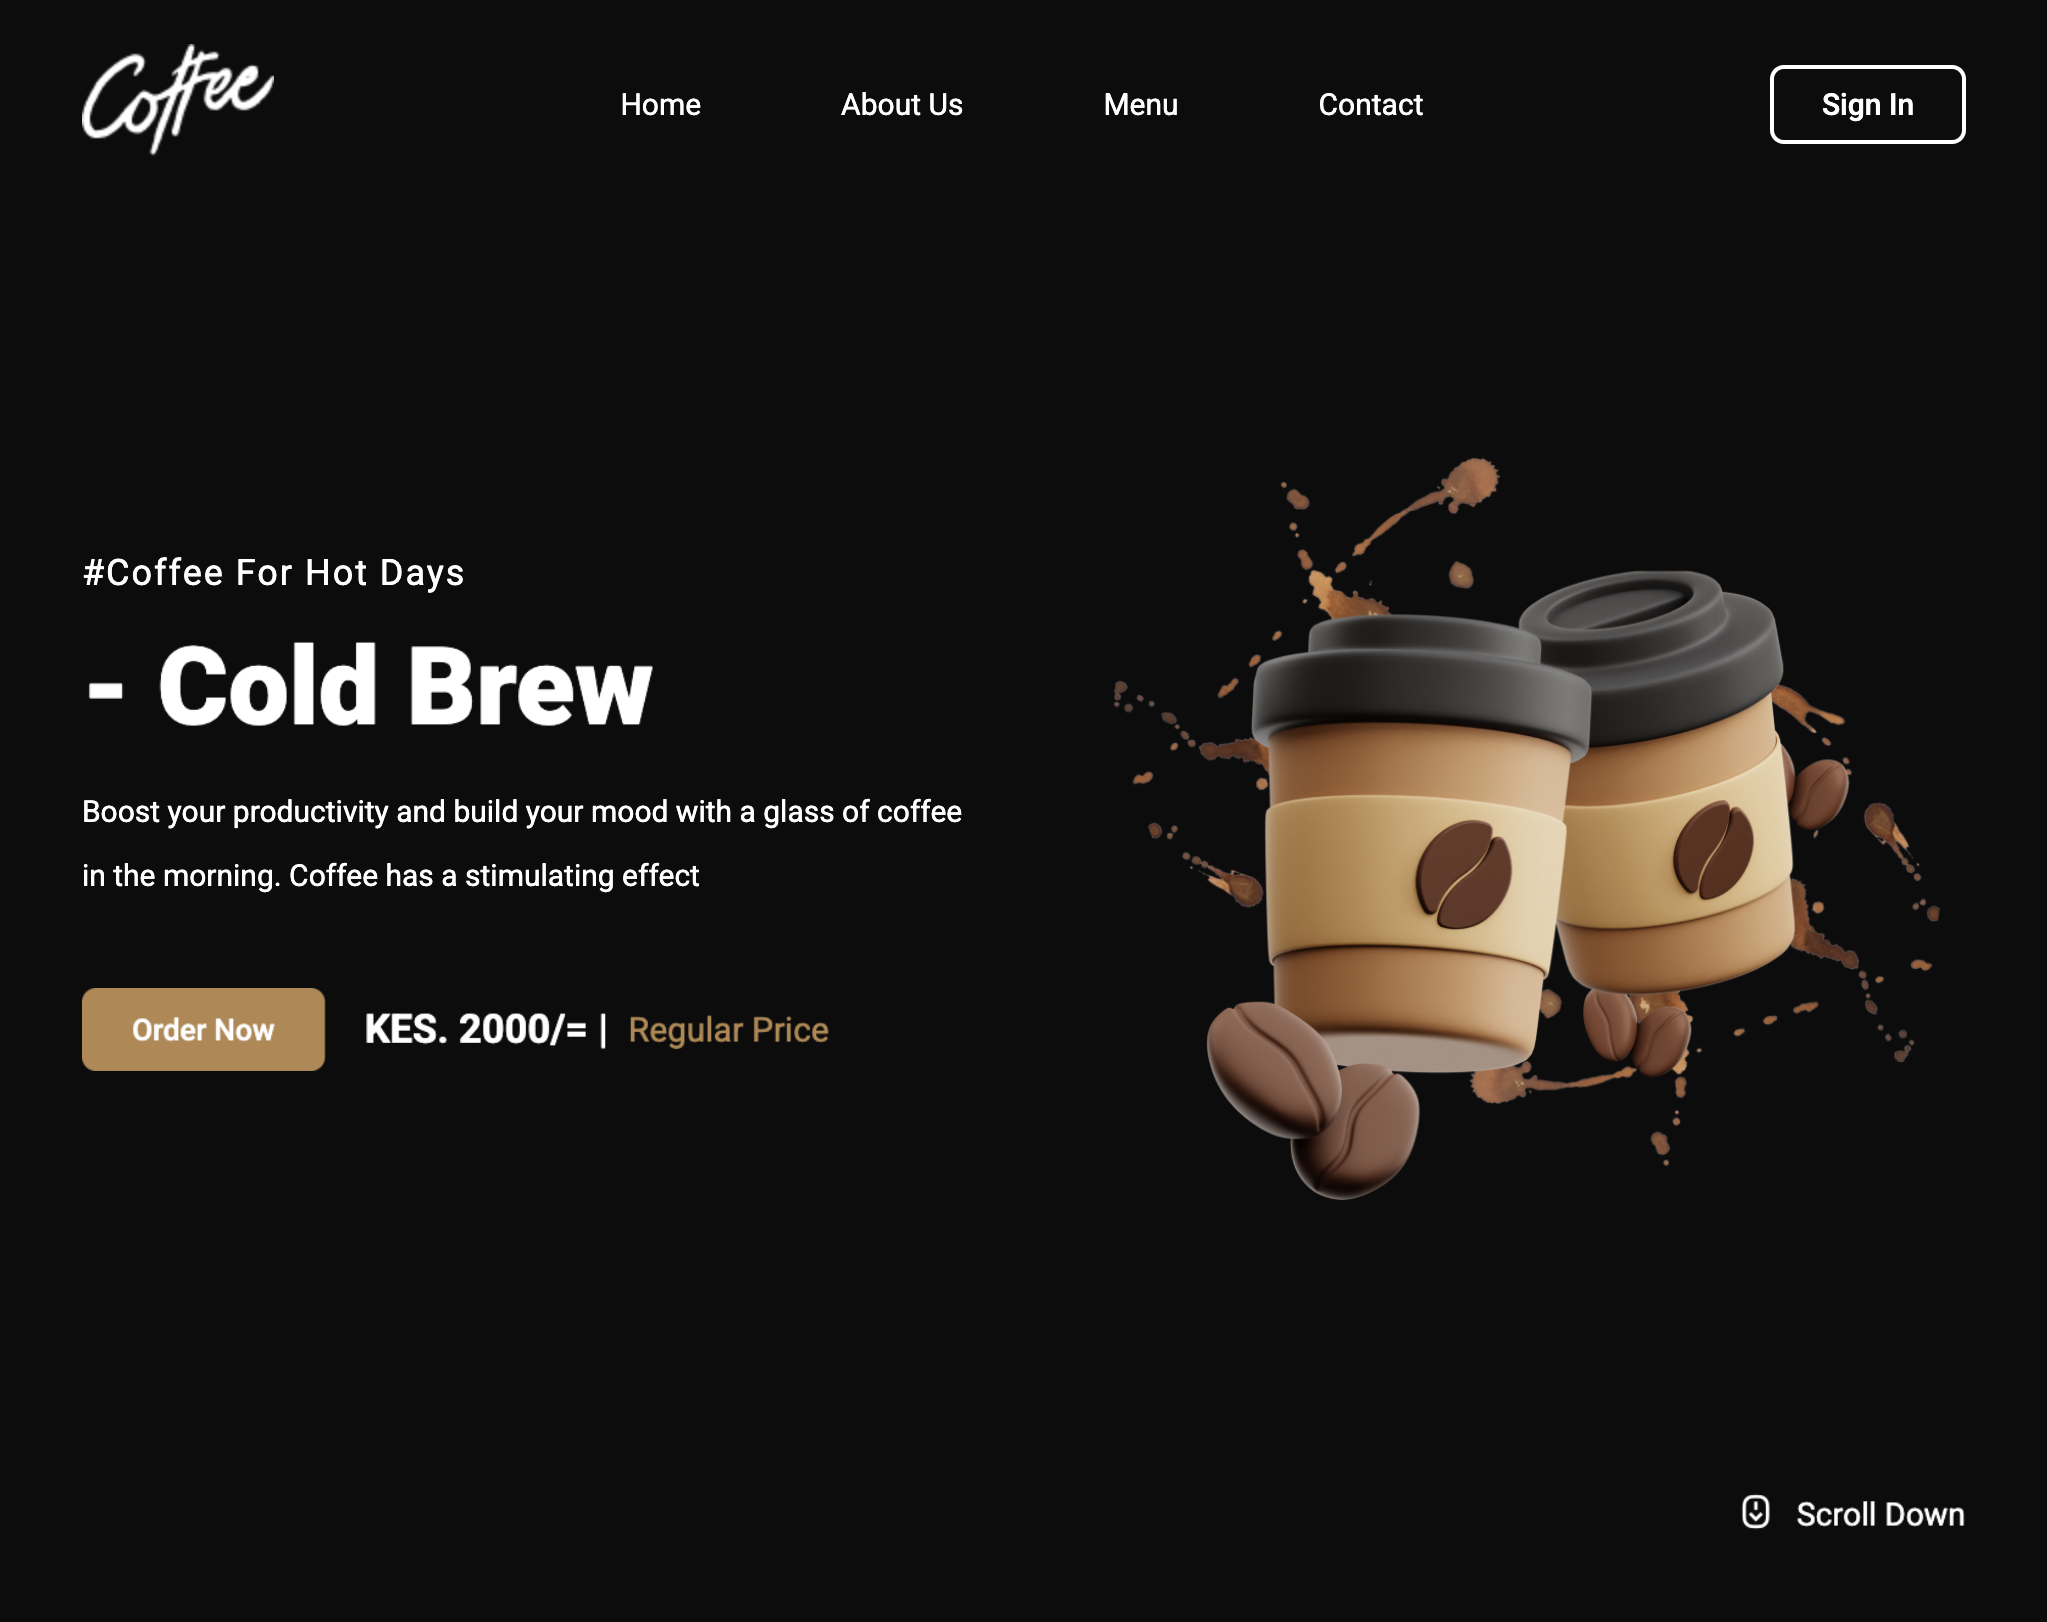 Coffee
Home
About Us
Menu
Contact
Sign In
#Coffee For Hot Days
- Cold Brew
Boost your productivity and build your mood with a glass of coffee
in the morning. Coffee has a stimulating effect
Order Now
KES. 2000/= | Regular Price
Scroll Down